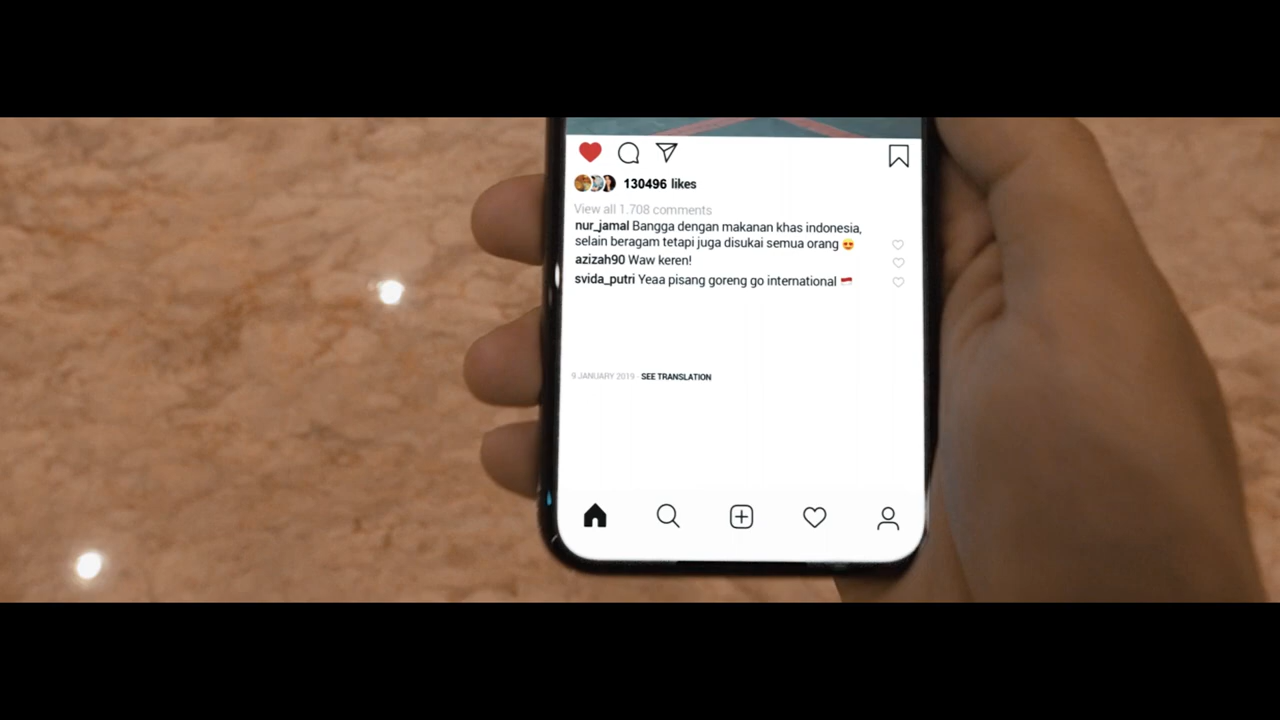 130496 likes
View all 1.708 comments
nur_jamal Bangga dengan makanan khas indonesia,
selain beragam tetapi juga disukai semua orang 😍
azizah90 Waw keren!
svida_putri Yeaa pisang goreng go international 🇮🇩
9 JANUARY 2019 · SEE TRANSLATION